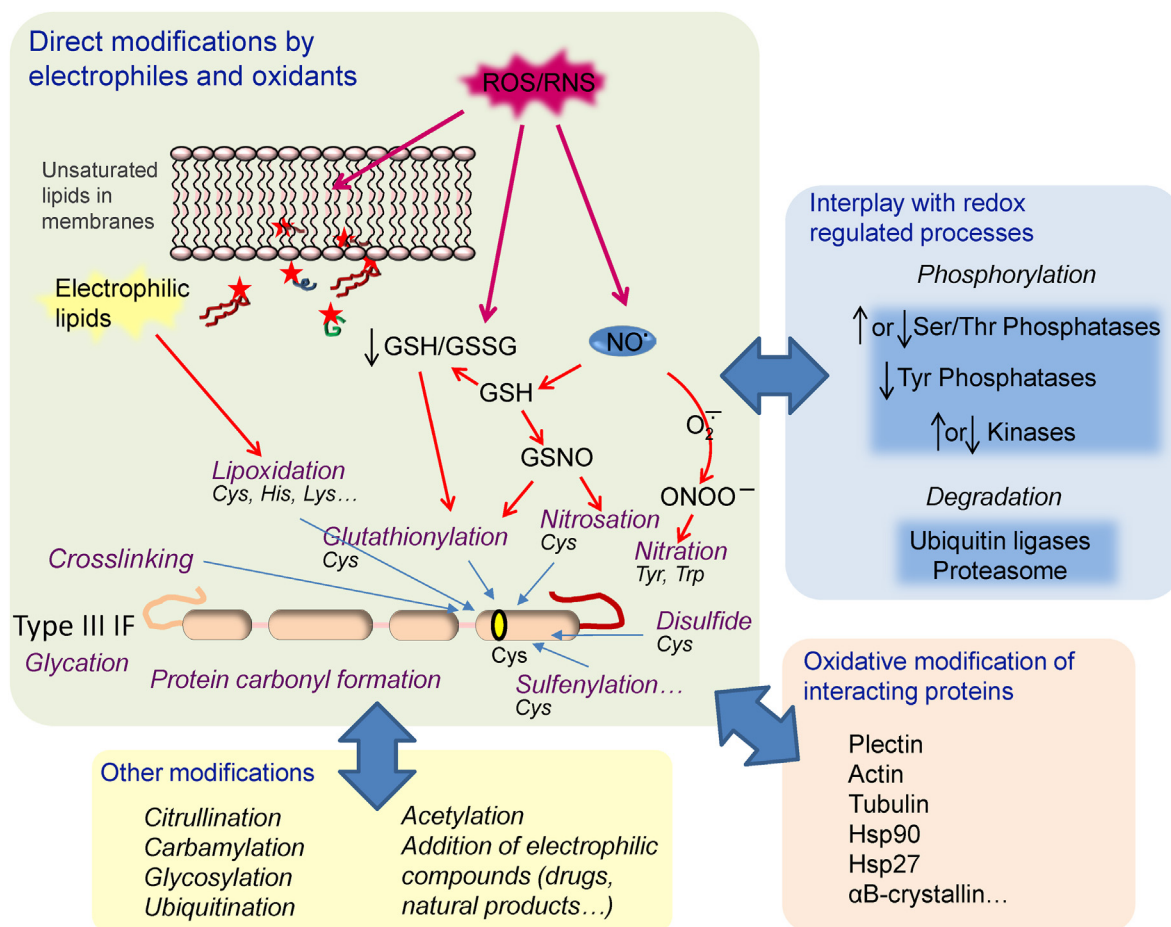 Direct modifications by
electrophiles and oxidants
ROS/RNS
Unsaturated
lipids in
membranes
Electrophilic
lipids
↓ GSH/GSSG
NO·
GSH
O₂·⁻
GSNO
ONOO⁻
Lipoxidation
Cys, His, Lys…
Glutathionylation
Cys
Nitrosation
Cys
Nitration
Tyr, Trp
Crosslinking
Type III IF
Glycation
Cys
Disulfide
Cys
Protein carbonyl formation
Sulfenylation…
Cys
Interplay with redox
regulated processes
Phosphorylation
↑ or ↓ Ser/Thr Phosphatases
↓ Tyr Phosphatases
↑ or ↓ Kinases
Degradation
Ubiquitin ligases
Proteasome
Oxidative modification of
interacting proteins
Plectin
Actin
Tubulin
Hsp90
Hsp27
αB-crystallin…
Other modifications
Citrullination
Carbamylation
Glycosylation
Ubiquitination
Acetylation
Addition of electrophilic
compounds (drugs,
natural products…)